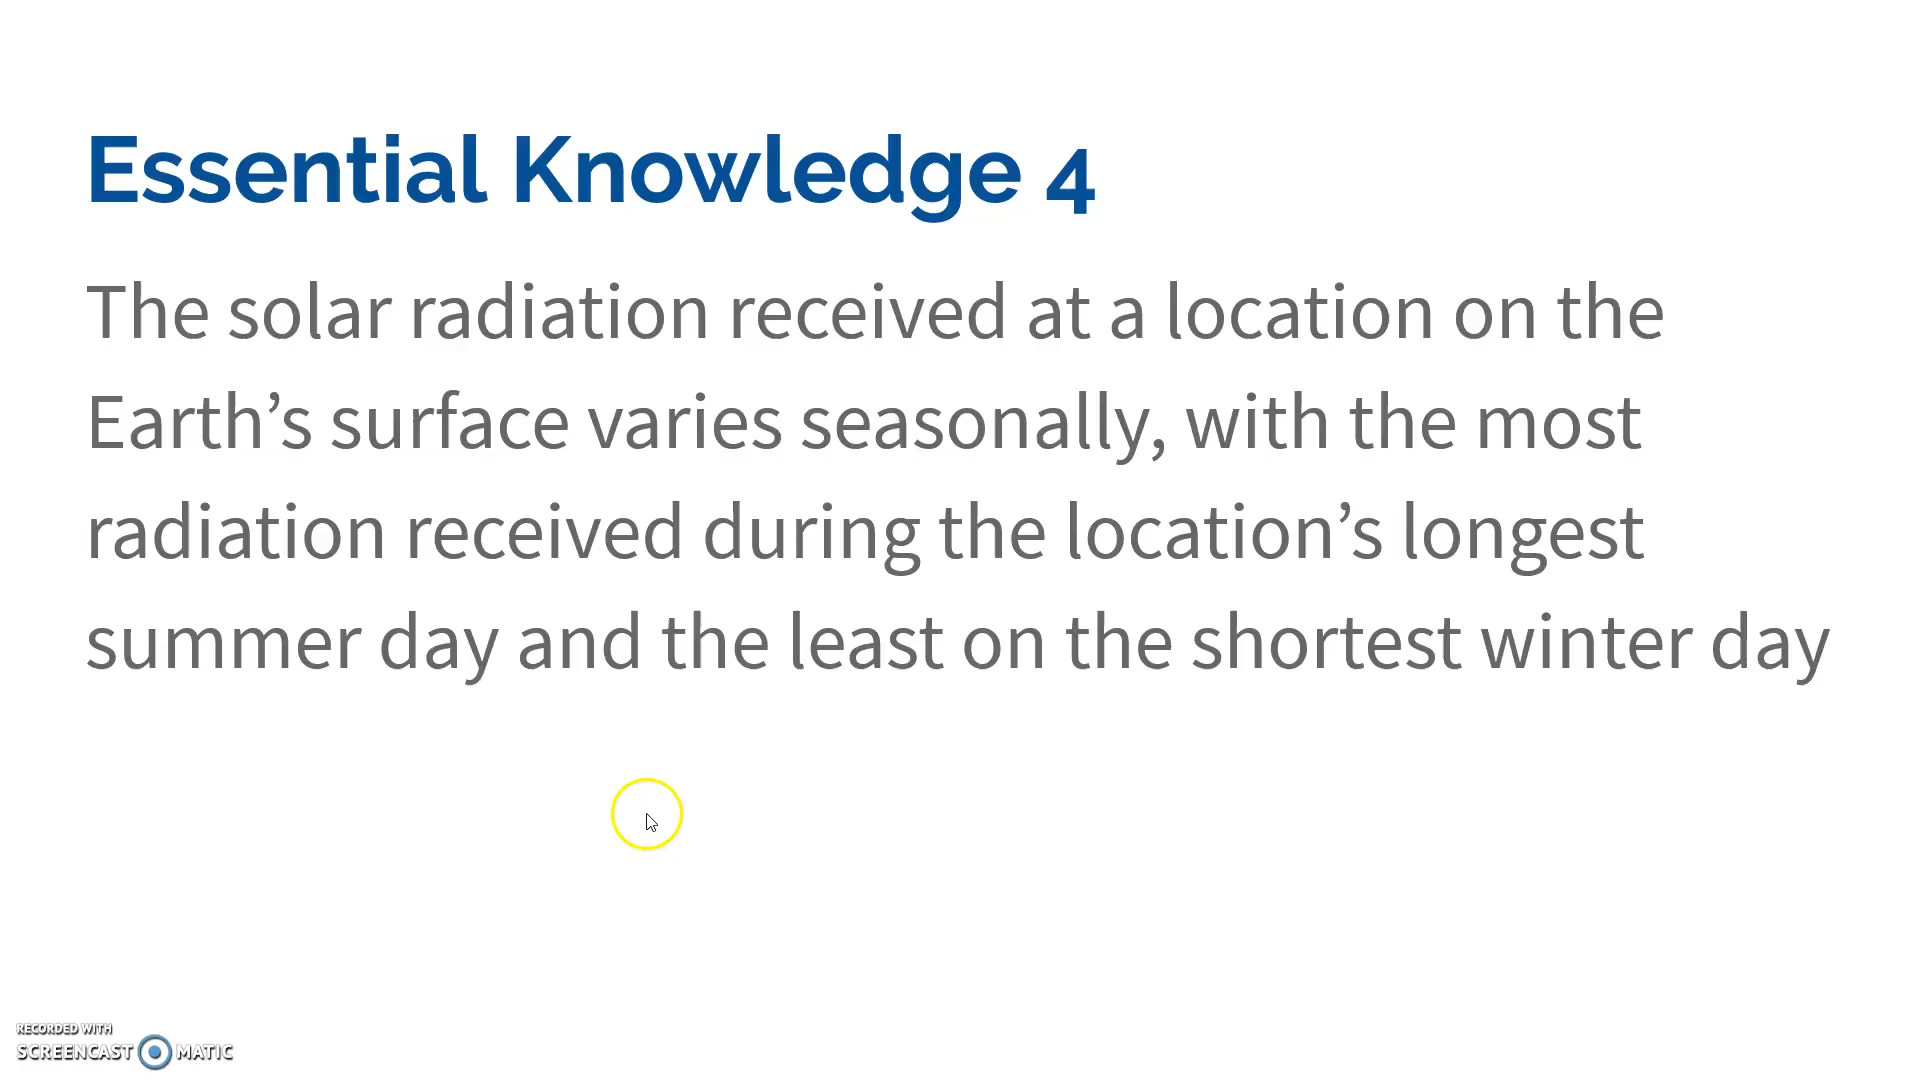 Essential Knowledge 4
The solar radiation received at a location on the
Earth’s surface varies seasonally, with the most
radiation received during the location’s longest
summer day and the least on the shortest winter day
RECORDED WITH
SCREENCAST MATIC